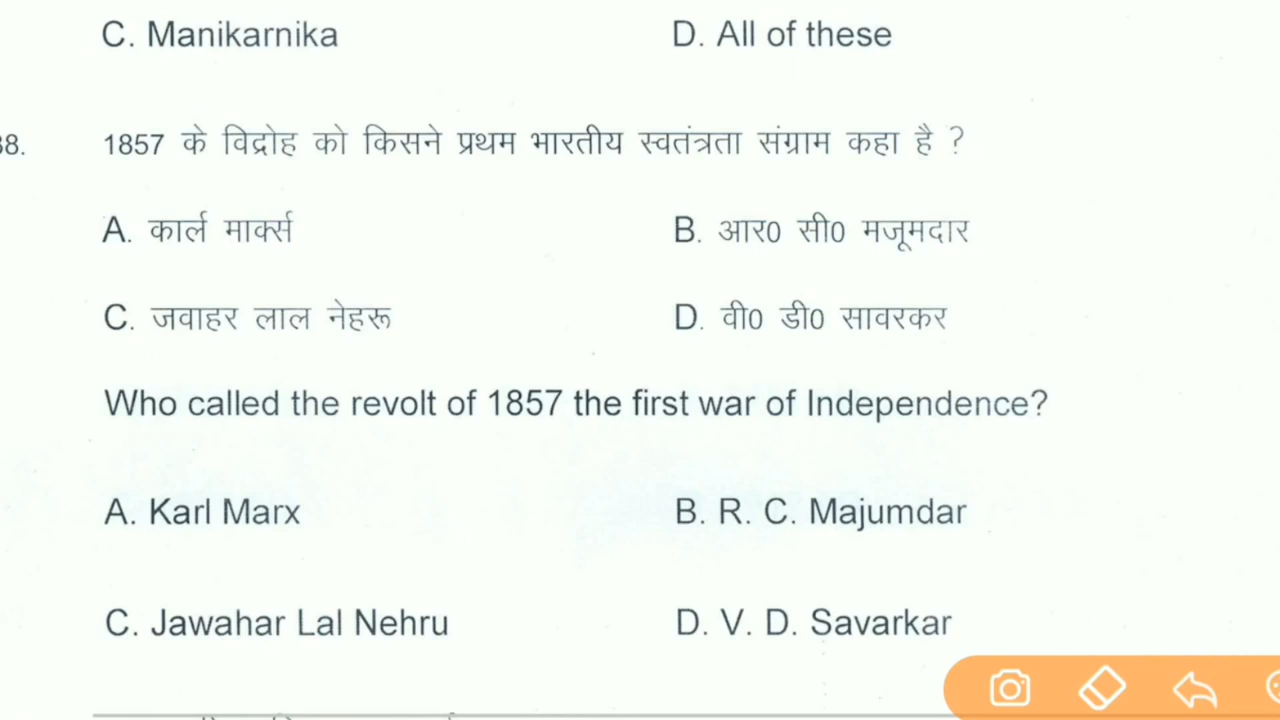 C. Manikarnika D. All of these
38. 1857 के विद्रोह को किसने प्रथम भारतीय स्वतंत्रता संग्राम कहा है ?
A. कार्ल मार्क्स B. आर0 सी0 मजूमदार
C. जवाहर लाल नेहरू D. वी0 डी0 सावरकर
Who called the revolt of 1857 the first war of Independence?
A. Karl Marx B. R. C. Majumdar
C. Jawahar Lal Nehru D. V. D. Savarkar